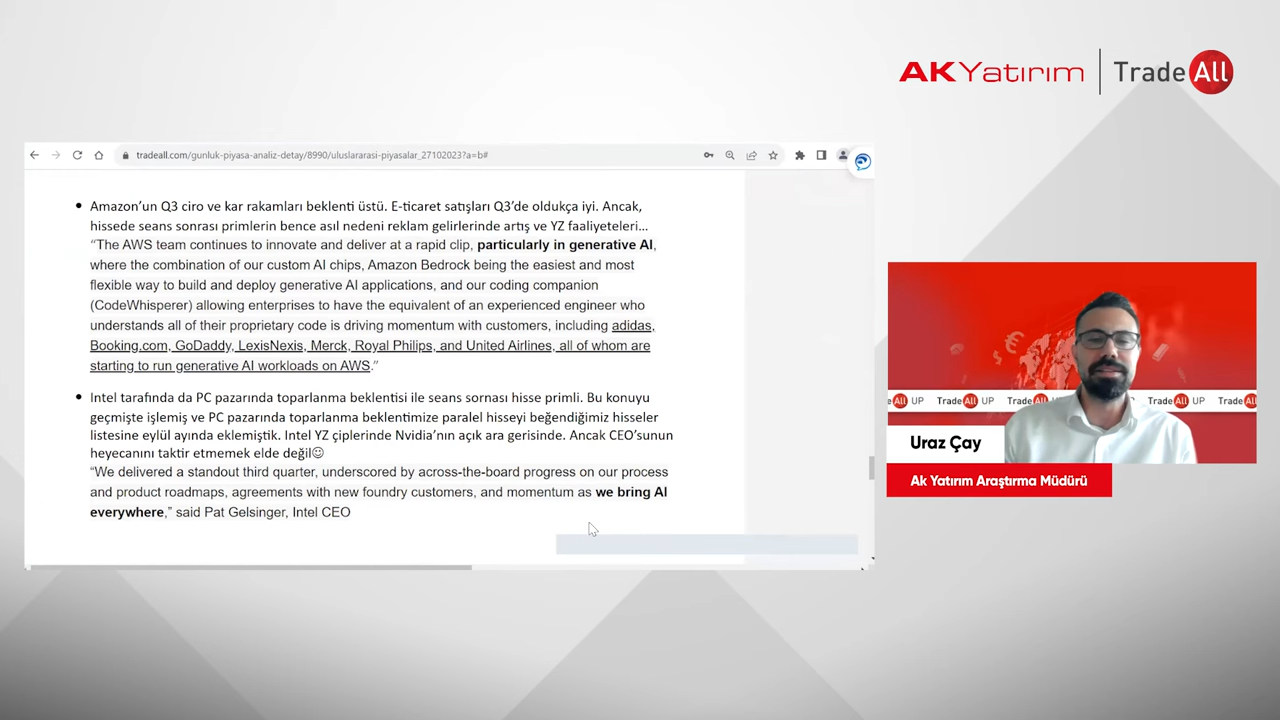 AKYatırım | TradeAll
tradeall.com/gunluk-piyasa-analiz-detay/8990/uluslararasi-piyasalar_27102023?a=b#
• Amazon’un Q3 ciro ve kar rakamları beklenti üstü. E-ticaret satışları Q3’de oldukça iyi. Ancak,
hissede seans sonrası primlerin bence asıl nedeni reklam gelirlerinde artış ve YZ faaliyeteleri…
“The AWS team continues to innovate and deliver at a rapid clip, particularly in generative AI,
where the combination of our custom AI chips, Amazon Bedrock being the easiest and most
flexible way to build and deploy generative AI applications, and our coding companion
(CodeWhisperer) allowing enterprises to have the equivalent of an experienced engineer who
understands all of their proprietary code is driving momentum with customers, including adidas,
Booking.com, GoDaddy, LexisNexis, Merck, Royal Philips, and United Airlines, all of whom are
starting to run generative AI workloads on AWS.”
• Intel tarafında da PC pazarında toparlanma beklentisi ile seans sornası hisse primli. Bu konuyu
geçmişte işlemiş ve PC pazarında toparlanma beklentimize paralel hisseyi beğendiğimiz hisseler
listesine eylül ayında eklemiştik. Intel YZ çiplerinde Nvidia’nın açık ara gerisinde. Ancak CEO’sunun
heyecanını taktir etmemek elde değil☺
“We delivered a standout third quarter, underscored by across-the-board progress on our process
and product roadmaps, agreements with new foundry customers, and momentum as we bring AI
everywhere,” said Pat Gelsinger, Intel CEO
All UP TradeAll UP TradeAll UP TradeAll UP
Uraz Çay
Ak Yatırım Araştırma Müdürü